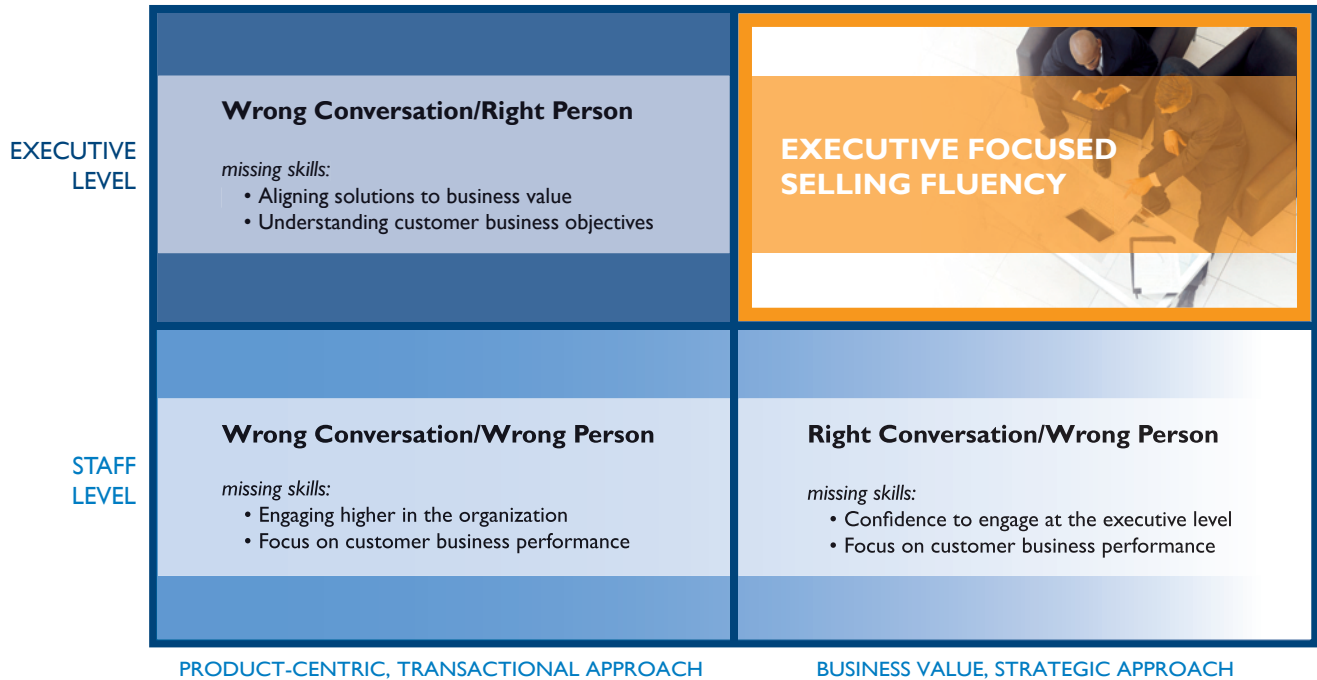 EXECUTIVE
LEVEL
Wrong Conversation/Right Person
missing skills:
• Aligning solutions to business value
• Understanding customer business objectives
EXECUTIVE FOCUSED
SELLING FLUENCY
STAFF
LEVEL
Wrong Conversation/Wrong Person
missing skills:
• Engaging higher in the organization
• Focus on customer business performance
Right Conversation/Wrong Person
missing skills:
• Confidence to engage at the executive level
• Focus on customer business performance
PRODUCT-CENTRIC, TRANSACTIONAL APPROACH
BUSINESS VALUE, STRATEGIC APPROACH